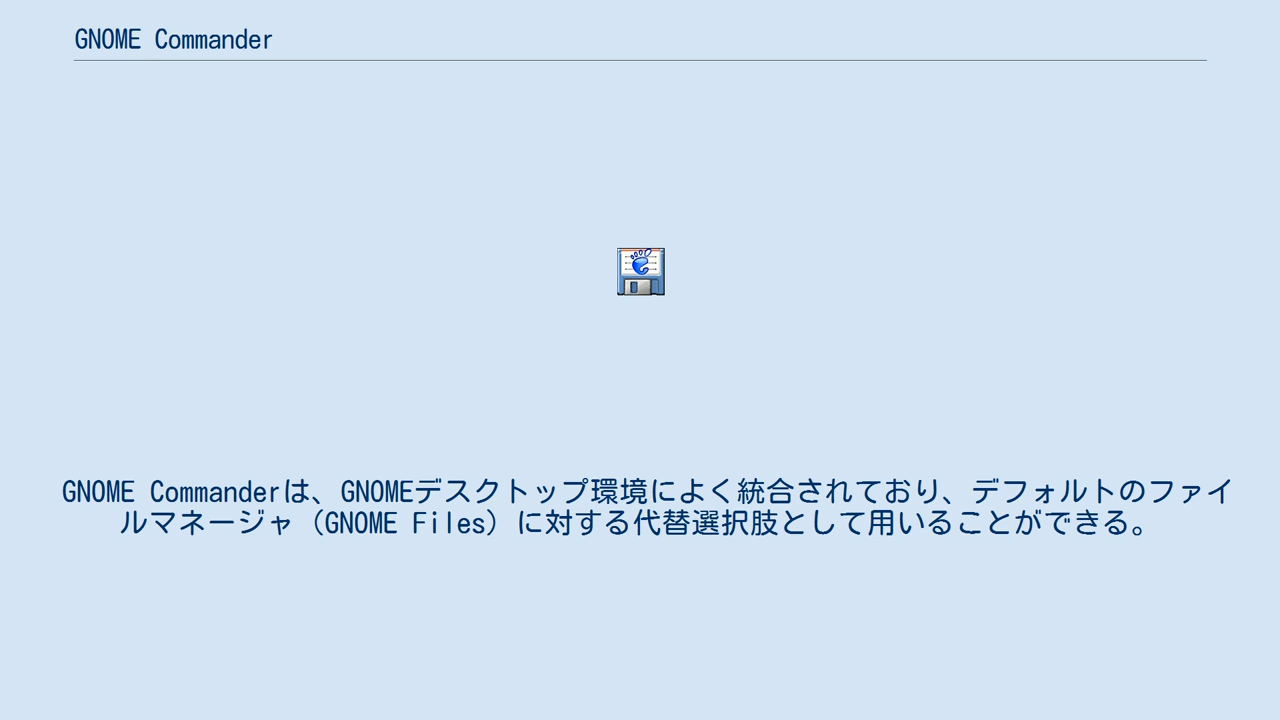 GNOME Commander
GNOME Commanderは、GNOMEデスクトップ環境によく統合されており、デフォルトのファイ
ルマネージャ（GNOME Files）に対する代替選択肢として用いることができる。